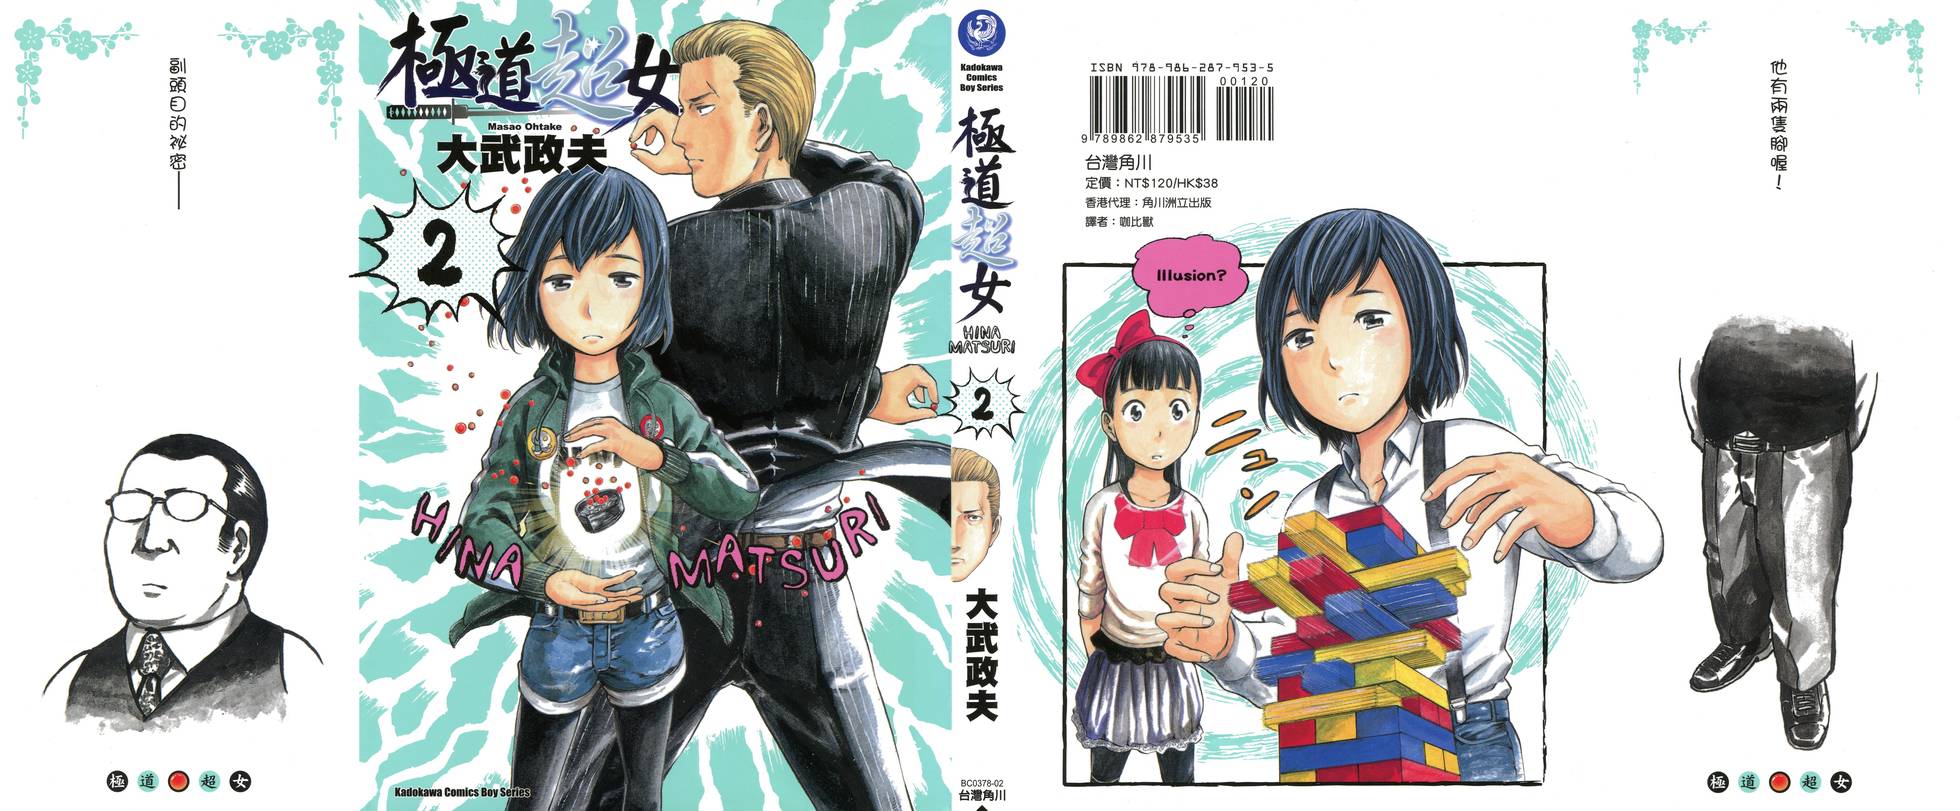 副頭目的祕密——
極道超女
極道超女
Masao Ohtake
大武政夫
2
HINA MATSURI
Kadokawa Comics Boy Series
Kadokawa
Comics
Boy Series
極道超女
HINA
MATSURI
2
大武政夫
BC0378-02
台灣角川
ISBN 978-986-287-953-5
00120
9 789862 879535
台灣角川
定價：NT$120/HK$38
香港代理：角川洲立出版
譯者：咖比獸
Illusion?
ニュン
他有兩隻腳喔！
極道超女